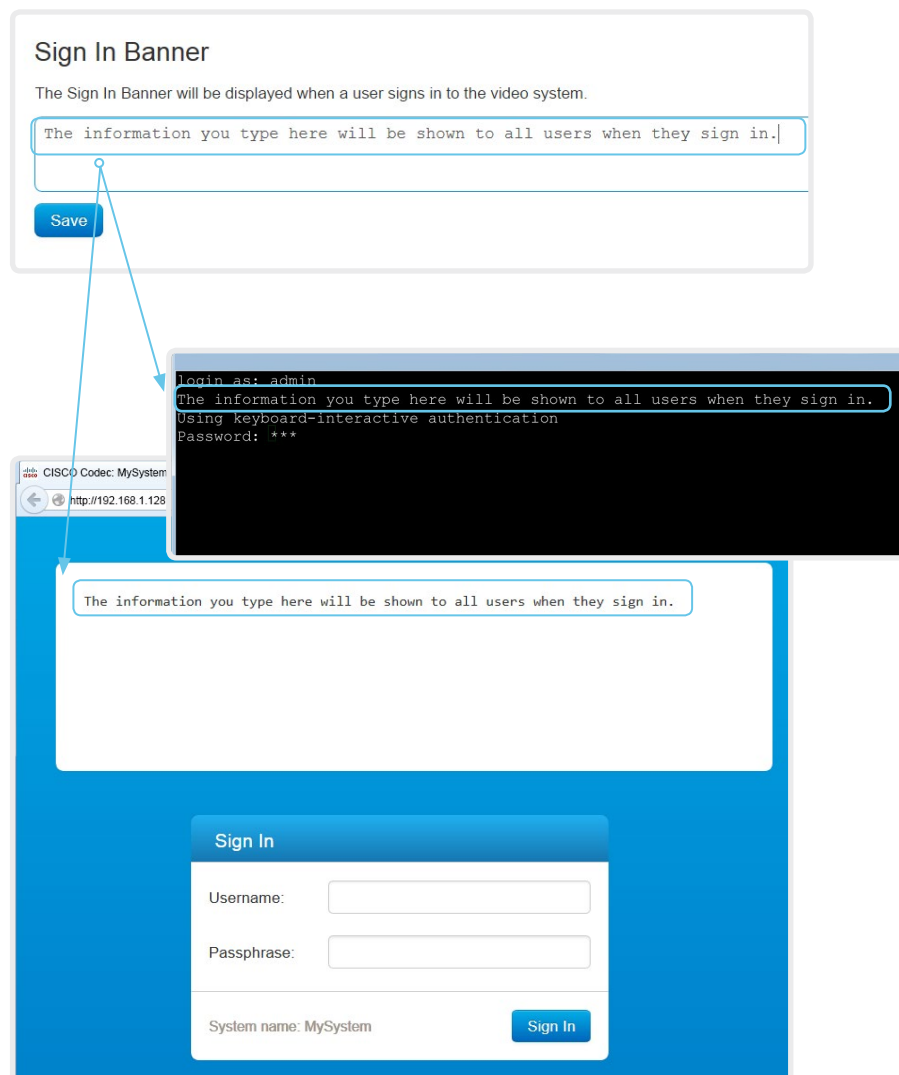 Sign In Banner
The Sign In Banner will be displayed when a user signs in to the video system.
The information you type here will be shown to all users when they sign in.
Save
login as: admin
The information you type here will be shown to all users when they sign in.
Using keyboard-interactive authentication
Password: ***
CISCO Codec: MySystem
http://192.168.1.128
The information you type here will be shown to all users when they sign in.
Sign In
Username:
Passphrase:
System name: MySystem
Sign In